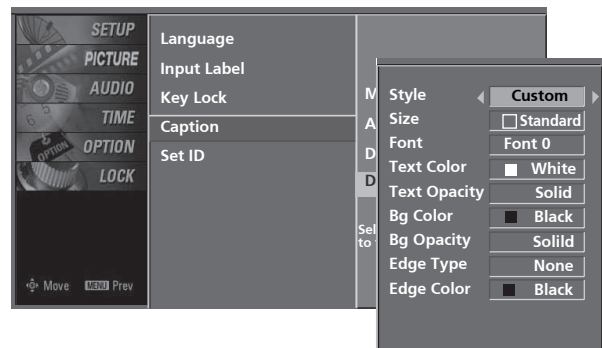 SETUP
PICTURE
AUDIO
TIME
OPTION
LOCK
Move MENU Prev
Language
Input Label
Key Lock
Caption
Set ID
M
A
D
D
Sel
to
Style Custom
Size Standard
Font Font 0
Text Color White
Text Opacity Solid
Bg Color Black
Bg Opacity Solild
Edge Type None
Edge Color Black